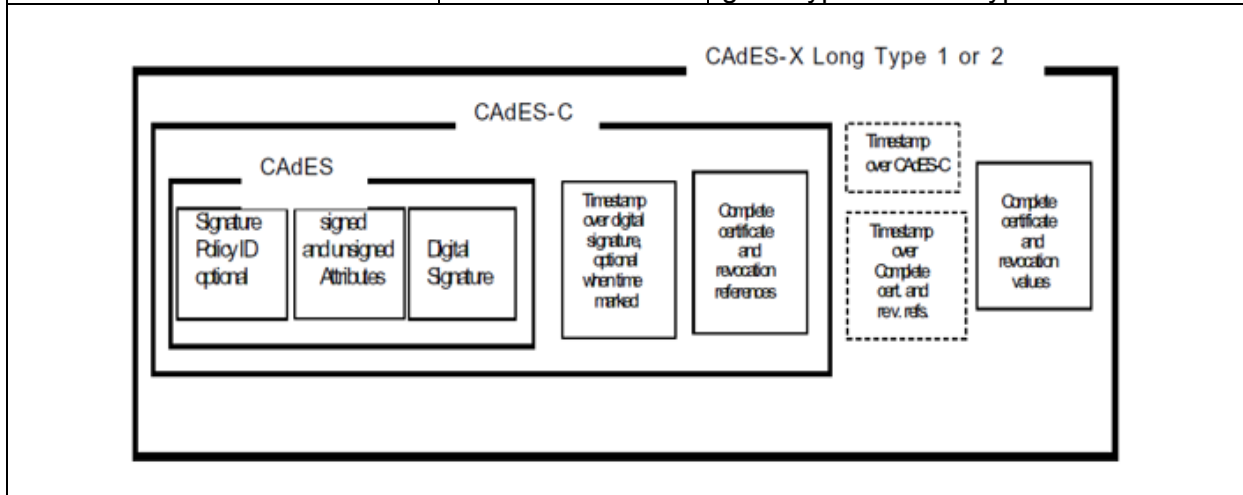 CAdES-X Long Type 1 or 2
CAdES-C
CAdES
Signature
Policy ID
optional
signed
and unsigned
Attributes
Digital
Signature
Timestamp
over digital
signature,
optional
when time
marked
Complete
certificate
and
revocation
references
Timestamp
over CAdES-C
Timestamp
over
Complete
cert. and
rev. refs.
Complete
certificate
and
revocation
values